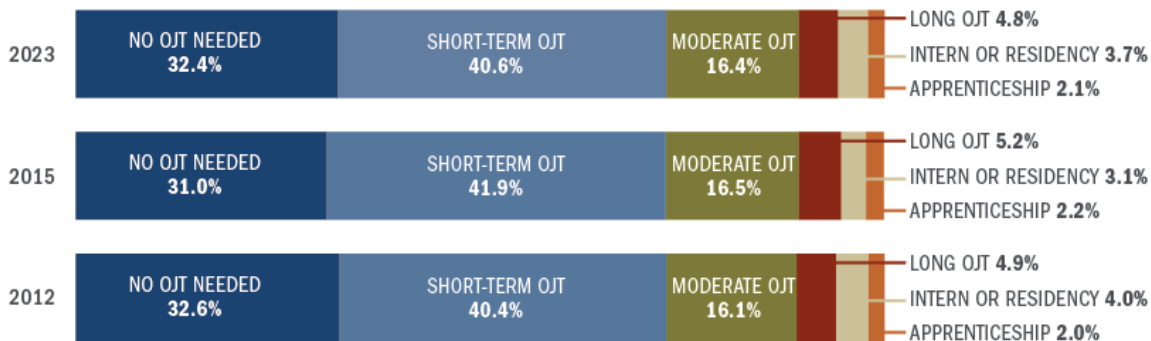 2023
NO OJT NEEDED
32.4%
SHORT-TERM OJT
40.6%
MODERATE OJT
16.4%
LONG OJT 4.8%
INTERN OR RESIDENCY 3.7%
APPRENTICESHIP 2.1%
2015
NO OJT NEEDED
31.0%
SHORT-TERM OJT
41.9%
MODERATE OJT
16.5%
LONG OJT 5.2%
INTERN OR RESIDENCY 3.1%
APPRENTICESHIP 2.2%
2012
NO OJT NEEDED
32.6%
SHORT-TERM OJT
40.4%
MODERATE OJT
16.1%
LONG OJT 4.9%
INTERN OR RESIDENCY 4.0%
APPRENTICESHIP 2.0%